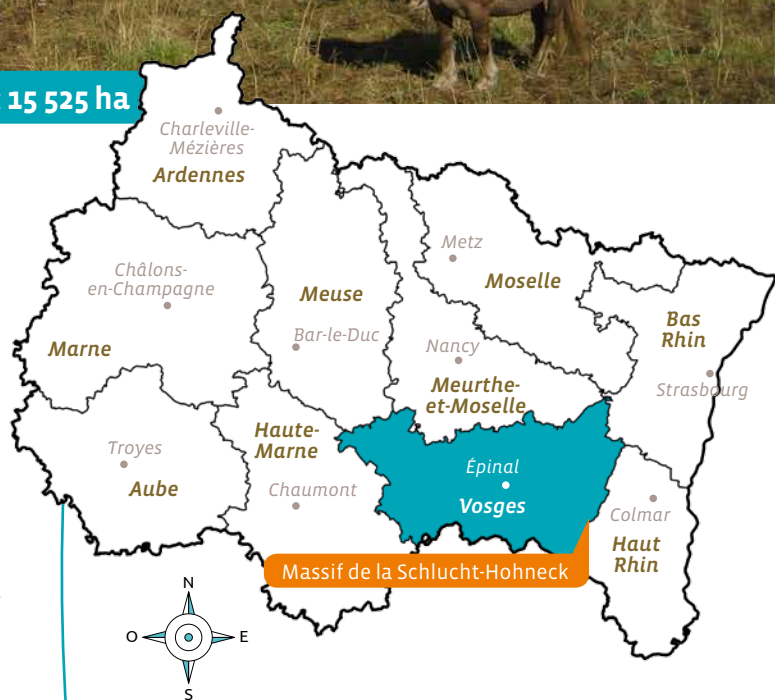 15 525 ha
Charleville-
Mézières
Ardennes
Metz
Moselle
Châlons-
en-Champagne
Meuse
Bas
Rhin
Marne
Bar-le-Duc
Nancy
Meurthe-
et-Moselle
Strasbourg
Haute-
Marne
Troyes
Aube
Chaumont
Épinal
Vosges
Colmar
Haut
Rhin
Massif de la Schlucht-Hohneck
N
O
E
S